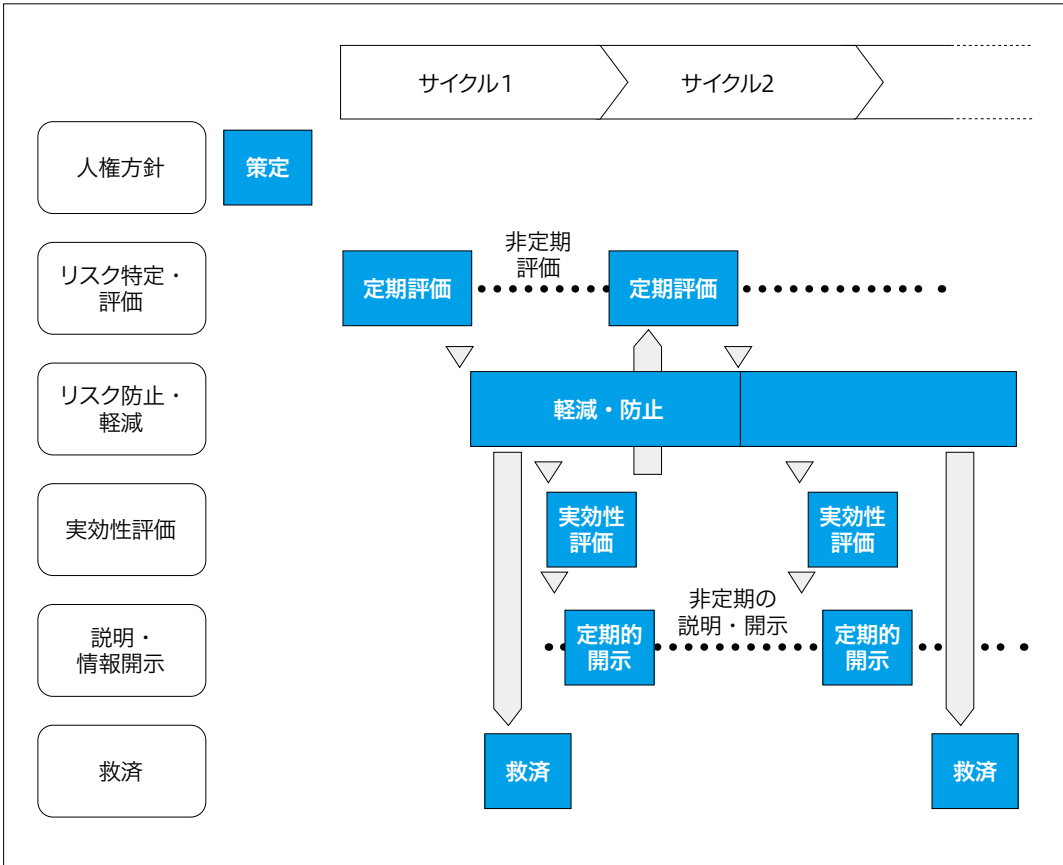 サイクル1
サイクル2
人権方針
策定
リスク特定・
評価
定期評価
非定期
評価
定期評価
リスク防止・
軽減
軽減・防止
実効性評価
実効性
評価
実効性
評価
説明・
情報開示
定期的
開示
非定期の
説明・開示
定期的
開示
救済
救済
救済